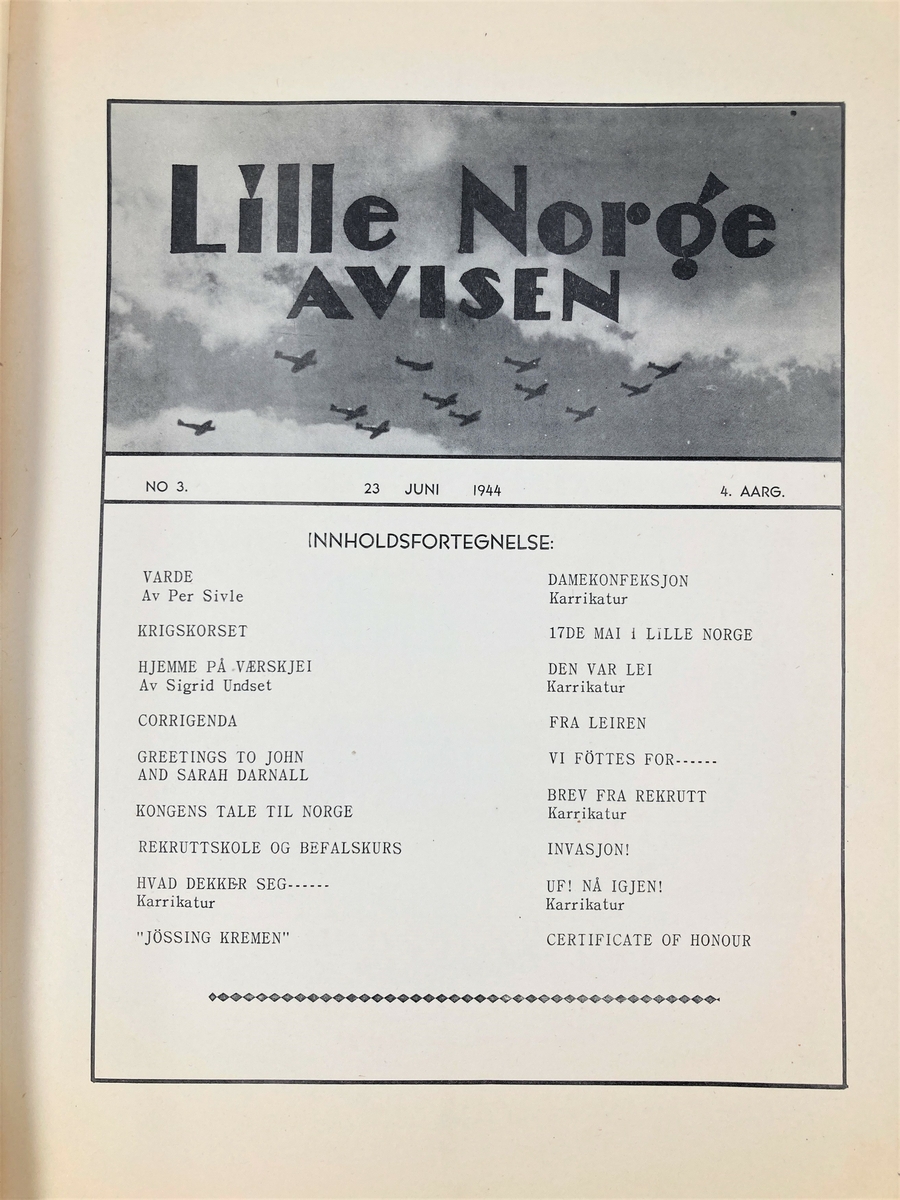 Lille Norge
AVISEN
NO 3. 23 JUNI 1944 4. AARG.
INNHOLDSFORTEGNELSE:
VARDE
Av Per Sivle
KRIGSKORSET
HJEMME PÅ VÆRSKJEI
Av Sigrid Undset
CORRIGENDA
GREETINGS TO JOHN
AND SARAH DARNALL
KONGENS TALE TIL NORGE
REKRUTTSKOLE OG BEFALSKURS
HVAD DEKKER SEG------
Karrikatur
"JÖSSING KREMEN"
DAMEKONFEKSJON
Karrikatur
17DE MAI i LiLLE NORGE
DEN VAR LEI
Karrikatur
FRA LEIREN
VI FÖTTES FOR------
BREV FRA REKRUTT
Karrikatur
INVASJON!
UF! NÅ IGJEN!
Karrikatur
CERTIFICATE OF HONOUR